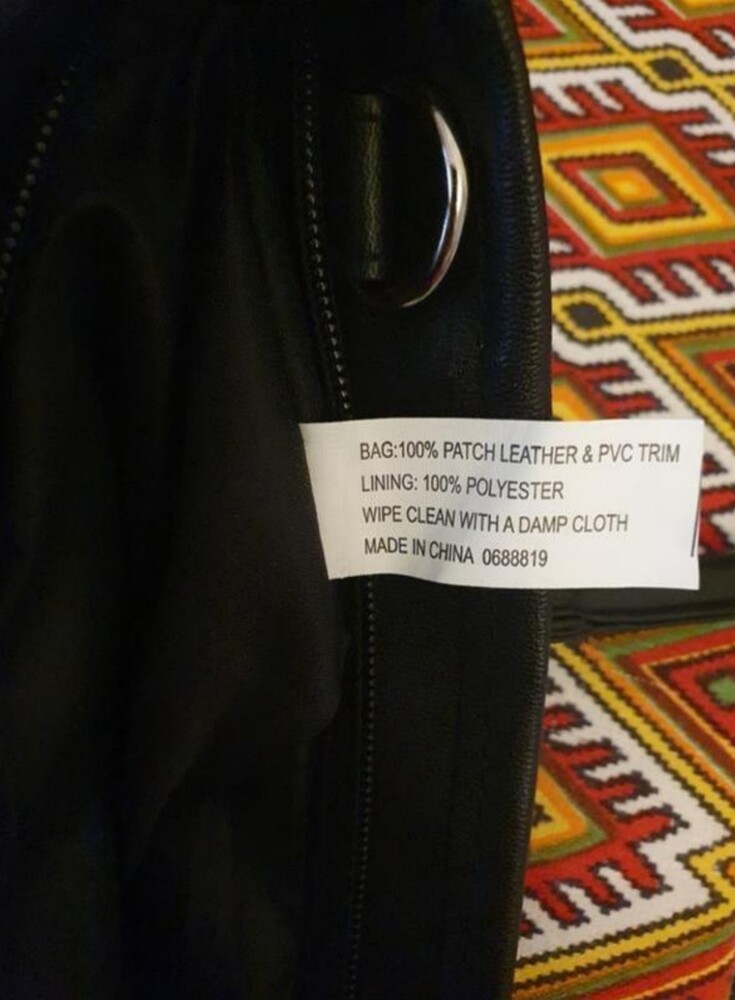 BAG:100% PATCH LEATHER & PVC TRIM
LINING: 100% POLYESTER
WIPE CLEAN WITH A DAMP CLOTH
MADE IN CHINA 0688819